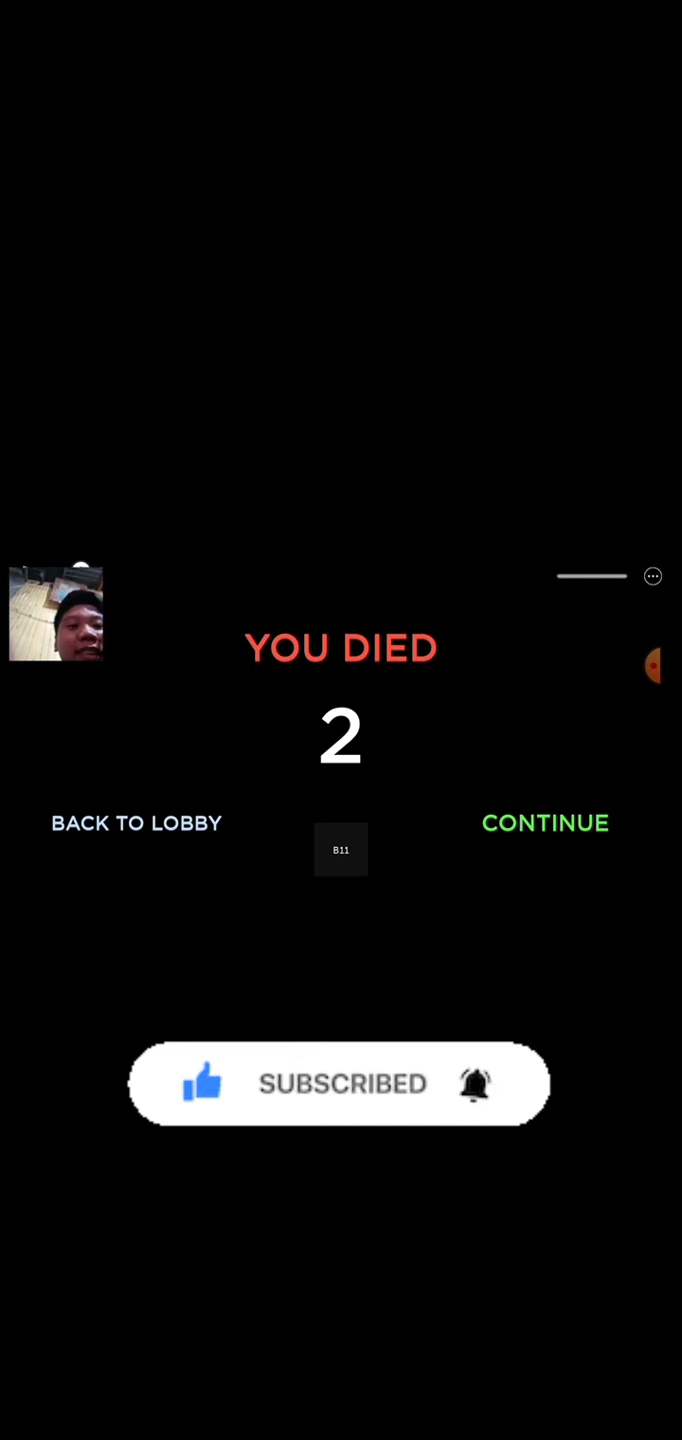 YOU DIED
2
BACK TO LOBBY
CONTINUE
B11
SUBSCRIBED